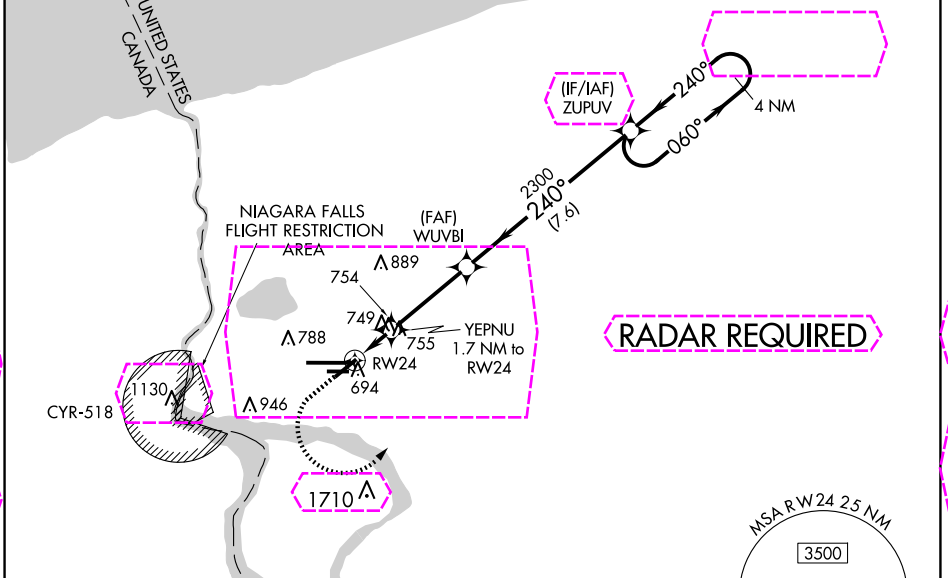 UNITED STATES
CANADA
(IF/IAF)
ZUPUV
240°
4 NM
060°
2300
240°
(7.6)
NIAGARA FALLS
FLIGHT RESTRICTION
AREA
(FAF)
WUVBI
889
754
749
755
YEPNU
1.7 NM to
RW24
RADAR REQUIRED
788
RW24
694
1130
CYR-518
946
1710
MSA RW24 25 NM
3500